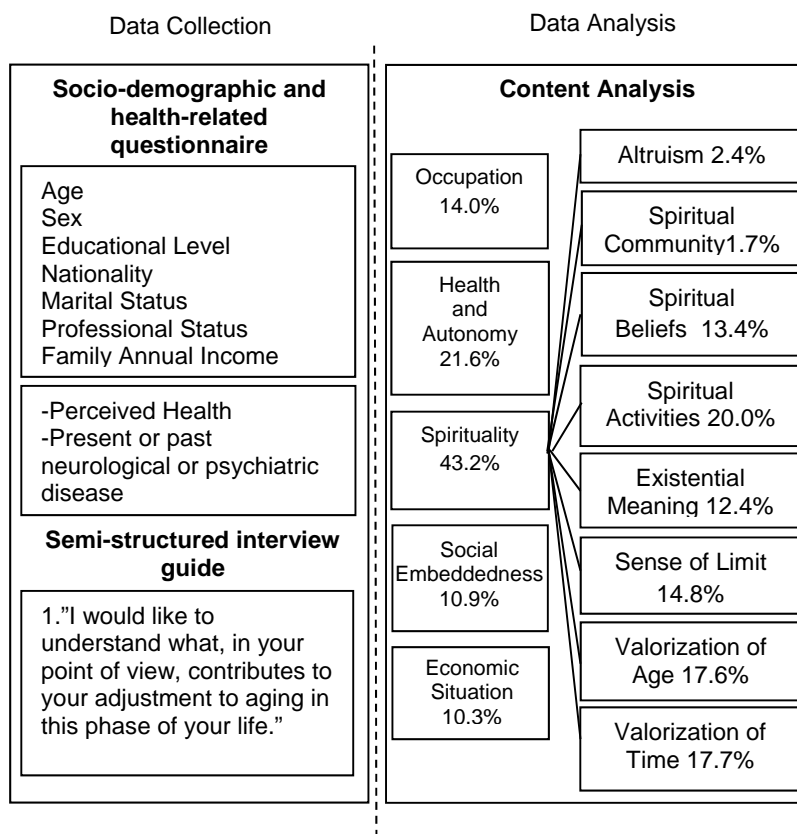 Data Collection
Socio-demographic and
health-related
questionnaire
Age
Sex
Educational Level
Nationality
Marital Status
Professional Status
Family Annual Income
-Perceived Health
-Present or past
neurological or psychiatric
disease
Semi-structured interview
guide
1.”I would like to
understand what, in your
point of view, contributes to
your adjustment to aging in
this phase of your life.”
Data Analysis
Content Analysis
Occupation
14.0%
Health
and
Autonomy
21.6%
Spirituality
43.2%
Social
Embeddedness
10.9%
Economic
Situation
10.3%
Altruism 2.4%
Spiritual
Community1.7%
Spiritual
Beliefs 13.4%
Spiritual
Activities 20.0%
Existential
Meaning 12.4%
Sense of Limit
14.8%
Valorization of
Age 17.6%
Valorization of
Time 17.7%